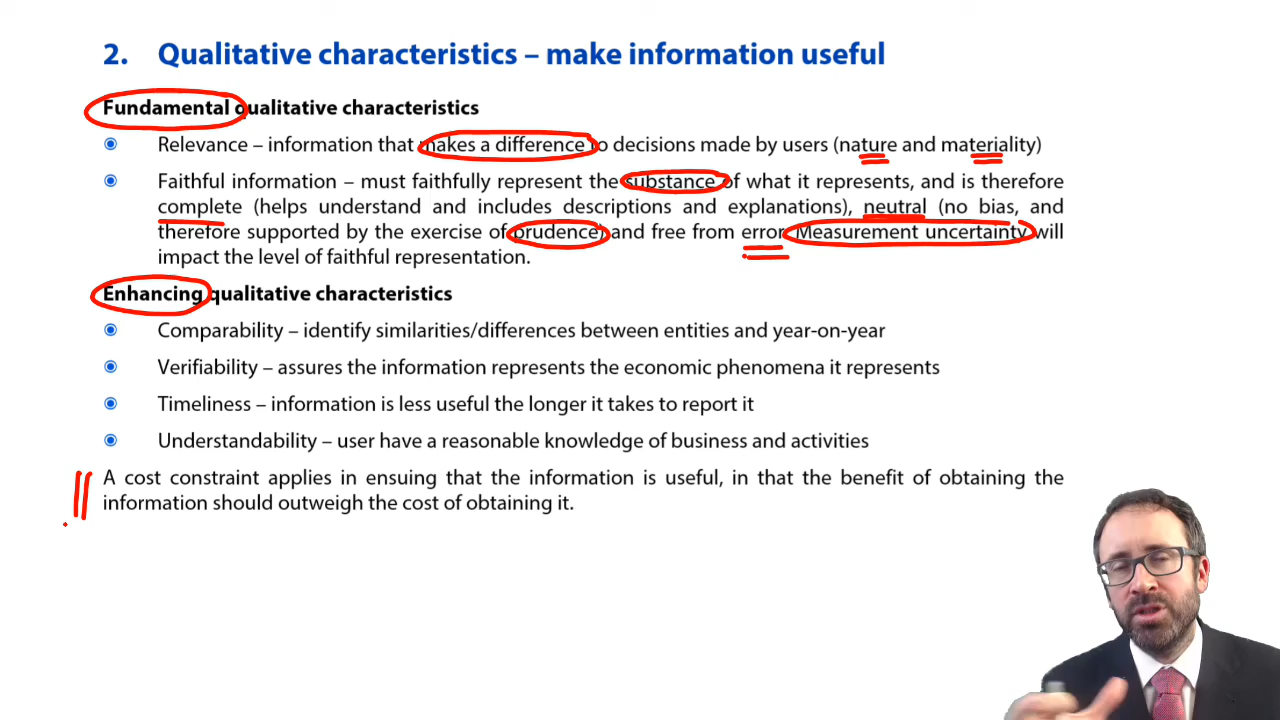 2. Qualitative characteristics – make information useful
Fundamental qualitative characteristics
Relevance – information that makes a difference to decisions made by users (nature and materiality)
Faithful information – must faithfully represent the substance of what it represents, and is therefore
complete (helps understand and includes descriptions and explanations), neutral (no bias, and
therefore supported by the exercise of prudence) and free from error. Measurement uncertainty will
impact the level of faithful representation.
Enhancing qualitative characteristics
Comparability – identify similarities/differences between entities and year-on-year
Verifiability – assures the information represents the economic phenomena it represents
Timeliness – information is less useful the longer it takes to report it
Understandability – user have a reasonable knowledge of business and activities
A cost constraint applies in ensuing that the information is useful, in that the benefit of obtaining the
information should outweigh the cost of obtaining it.